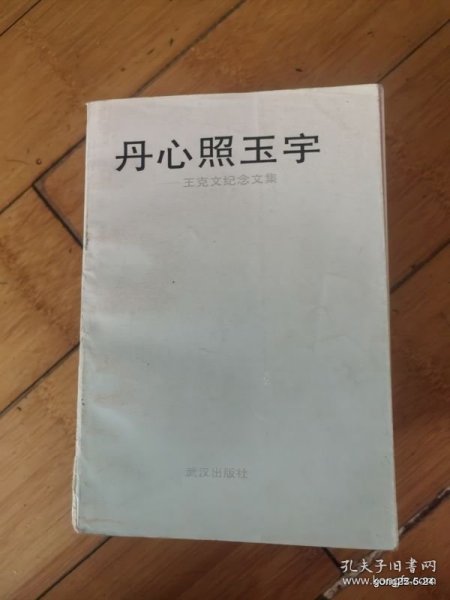 丹心照玉宇
——王克文纪念文集
武汉出版社
孔夫子旧书网